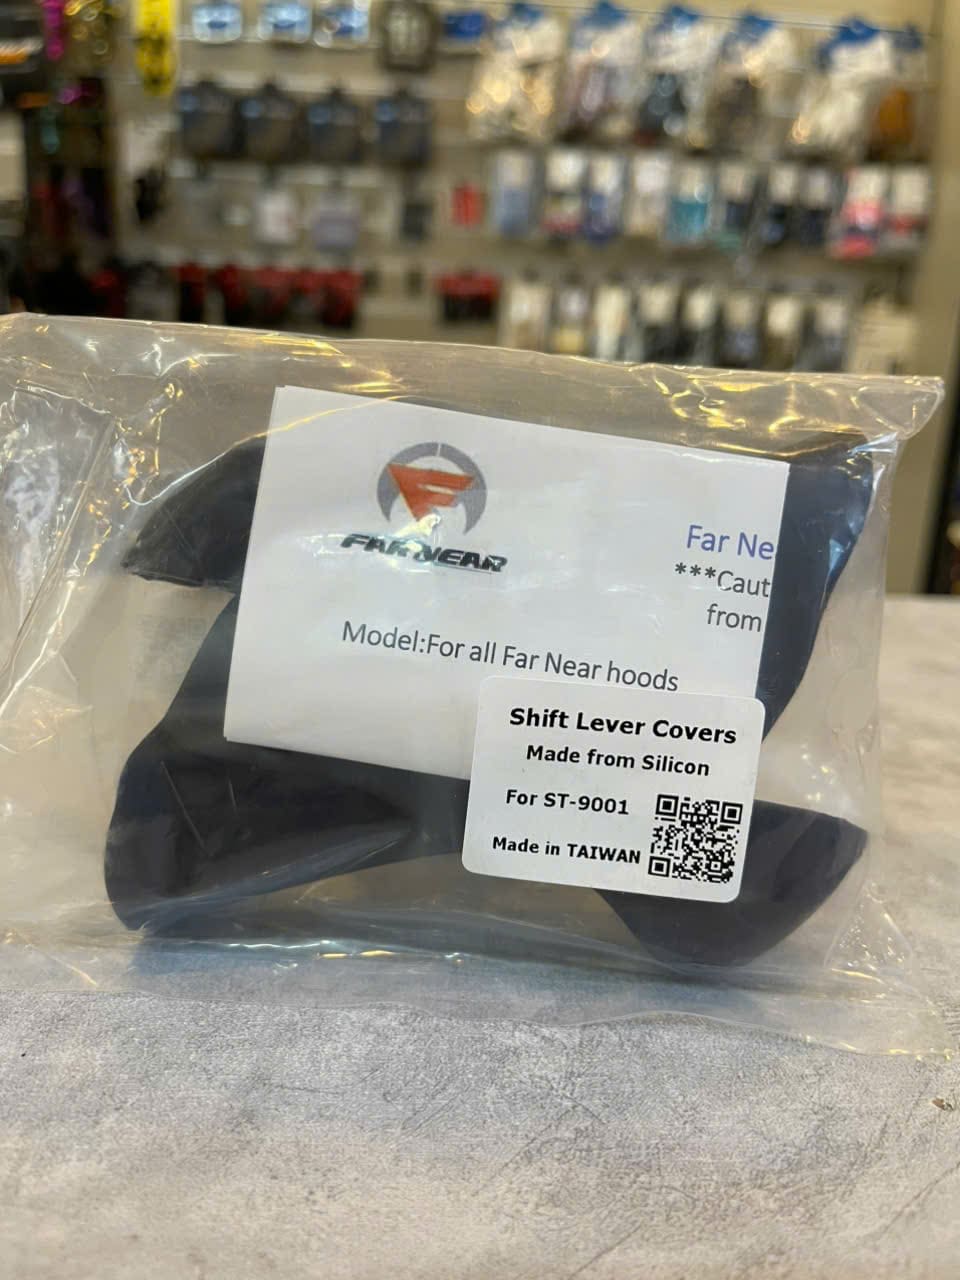 FARNEAR
Far Ne
***Caut
from
Model:For all Far Near hoods
Shift Lever Covers
Made from Silicon
For ST-9001
Made in TAIWAN